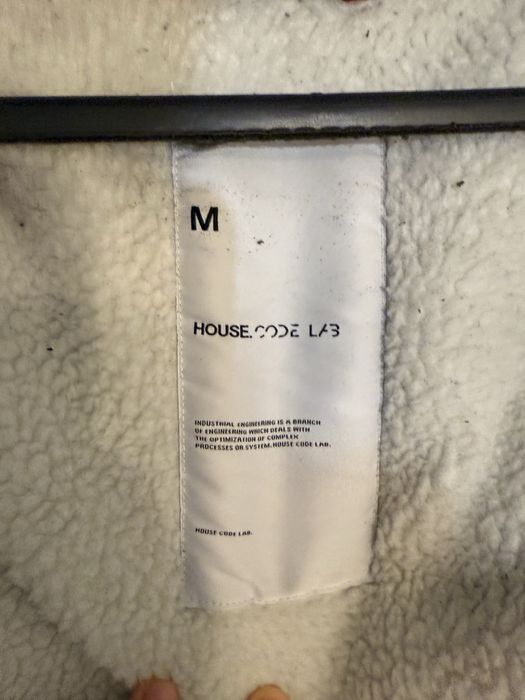 M
HOUSE.CODE LAB
INDUSTRIAL ENGINEERING IS A BRANCH
OF ENGINEERING WHICH DEALS WITH
THE OPTIMIZATION OF COMPLEX
PROCESSES OR SYSTEM.HOUSE CODE LAB.
HOUSE CODE LAB.